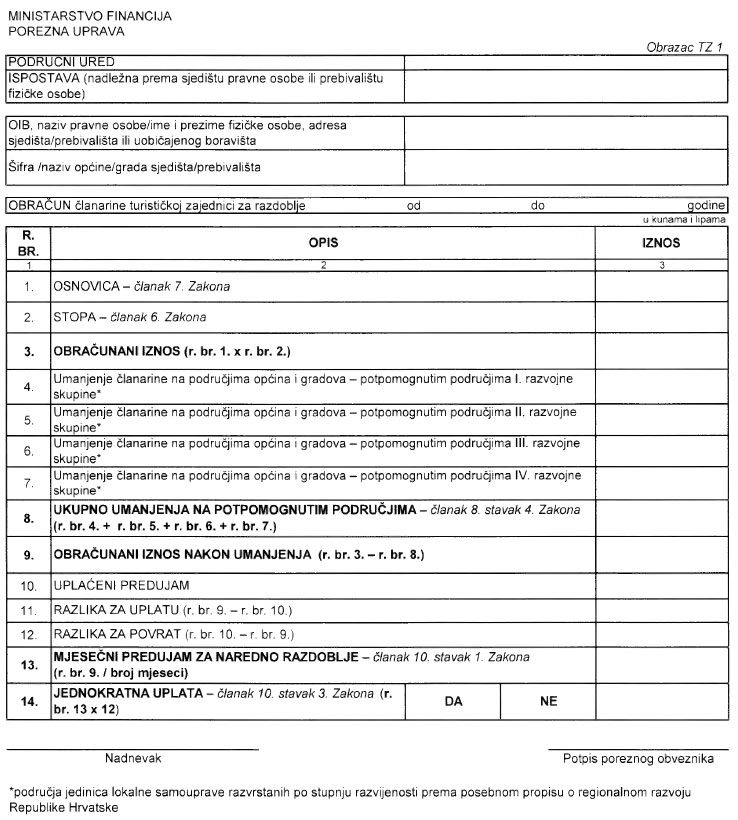 MINISTARSTVO FINANCIJA
POREZNA UPRAVA
Obrazac TZ 1
PODRUČNI URED
ISPOSTAVA (nadležna prema sjedištu pravne osobe ili prebivalištu
fizičke osobe)
OIB, naziv pravne osobe/ime i prezime fizičke osobe, adresa
sjedišta/prebivališta ili uobičajenog boravišta
Šifra /naziv općine/grada sjedišta/prebivališta
OBRAČUN članarine turističkoj zajednici za razdoblje od do godine
u kunama i lipama
R. BR. OPIS IZNOS
1 2 3
1. OSNOVICA – članak 7. Zakona
2. STOPA – članak 6. Zakona
3. OBRAČUNANI IZNOS (r. br. 1. x r. br. 2.)
4. Umanjenje članarine na područjima općina i gradova – potpomognutim područjima I. razvojne
skupine*
5. Umanjenje članarine na područjima općina i gradova – potpomognutim područjima II. razvojne
skupine*
6. Umanjenje članarine na područjima općina i gradova – potpomognutim područjima III. razvojne
skupine*
7. Umanjenje članarine na područjima općina i gradova – potpomognutim područjima IV. razvojne
skupine*
8. UKUPNO UMANJENJA NA POTPOMOGNUTIM PODRUČJIMA – članak 8. stavak 4. Zakona
(r. br. 4. + r. br. 5. + r. br. 6. + r. br. 7.)
9. OBRAČUNANI IZNOS NAKON UMANJENJA (r. br. 3. – r. br. 8.)
10. UPLAĆENI PREDUJAM
11. RAZLIKA ZA UPLATU (r. br. 9. – r. br. 10.)
12. RAZLIKA ZA POVRAT (r. br. 10. – r. br. 9.)
13. MJESEČNI PREDUJAM ZA NAREDNO RAZDOBLJE – članak 10. stavak 1. Zakona
(r. br. 9. / broj mjeseci)
14. JEDNOKRATNA UPLATA – članak 10. stavak 3. Zakona (r.
br. 13 x 12) DA NE
Nadnevak Potpis poreznog obveznika
*područja jedinica lokalne samouprave razvrstanih po stupnju razvijenosti prema posebnom propisu o regionalnom razvoju
Republike Hrvatske